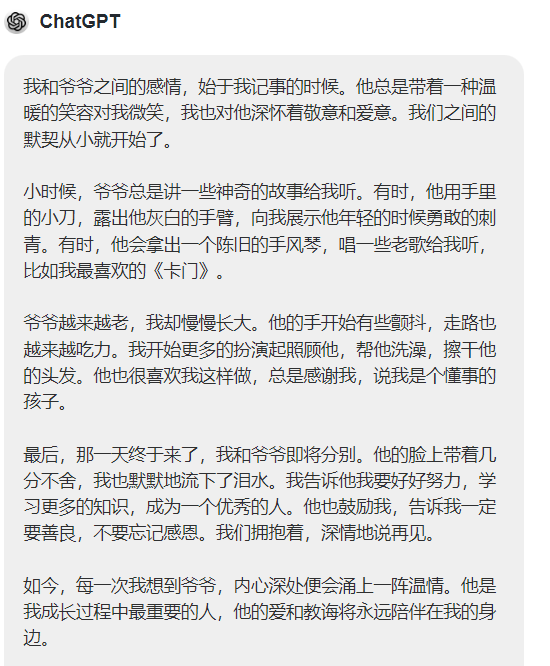 ChatGPT
我和爷爷之间的感情，始于我记事的时候。他总是带着一种温
暖的笑容对我微笑，我也对他深怀着敬意和爱意。我们之间的
默契从小就开始了。
小时候，爷爷总是讲一些神奇的故事给我听。有时，他用手里
的小刀，露出他灰白的手臂，向我展示他年轻的时候勇敢的刺
青。有时，他会拿出一个陈旧的手风琴，唱一些老歌给我听，
比如我最喜欢的《卡门》。
爷爷越来越老，我却慢慢长大。他的手开始有些颤抖，走路也
越来越吃力。我开始更多的扮演起照顾他，帮他洗澡，擦干他
的头发。他也很喜欢我这样做，总是感谢我，说我是个懂事的
孩子。
最后，那一天终于来了，我和爷爷即将分别。他的脸上带着几
分不舍，我也默默地流下了泪水。我告诉他我要好好努力，学
习更多的知识，成为一个优秀的人。他也鼓励我，告诉我一定
要善良，不要忘记感恩。我们拥抱着，深情地说再见。
如今，每一次我想到爷爷，内心深处便会涌上一阵温情。他是
我成长过程中最重要的人，他的爱和教诲将永远陪伴在我的身
边。